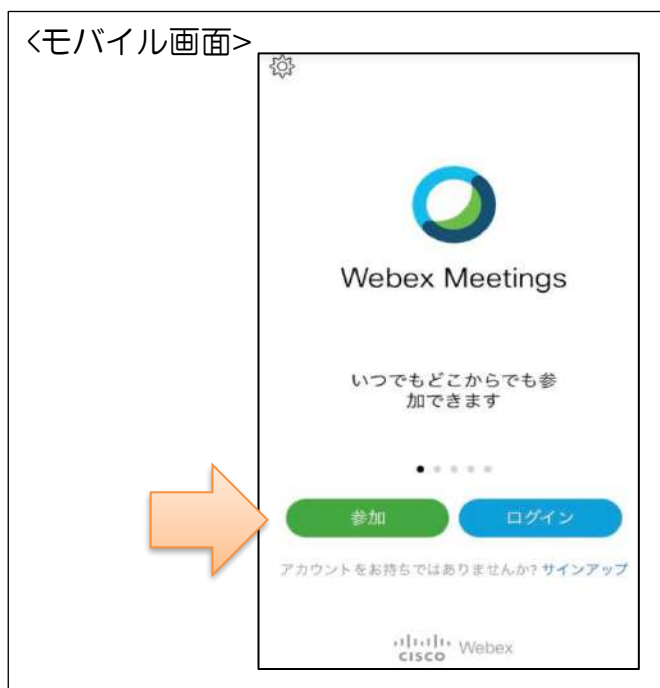 <モバイル画面>
Webex Meetings
いつでもどこからでも参
加できます
参加
ログイン
アカウントをお持ちではありませんか? サインアップ
CISCO Webex